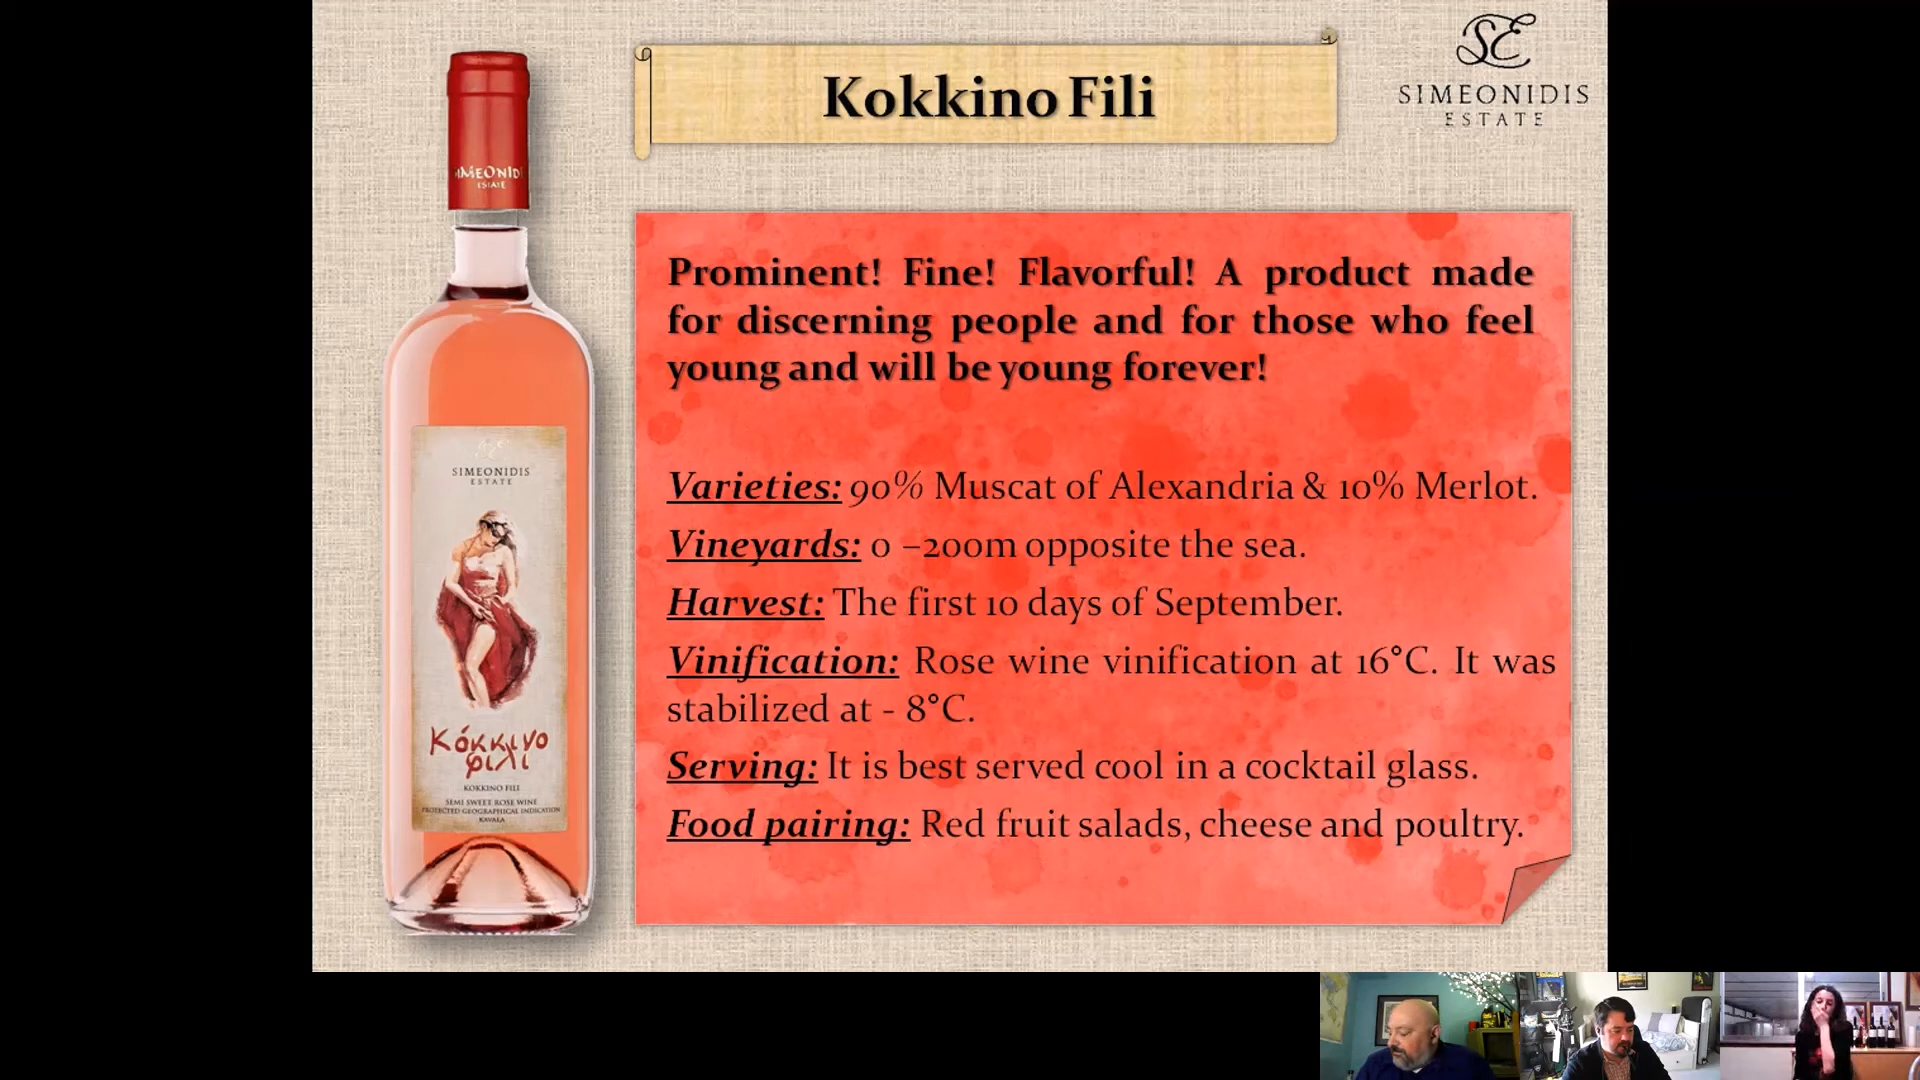 Kokkino Fili
SE
SIMEONIDIS
ESTATE
Prominent! Fine! Flavorful! A product made
for discerning people and for those who feel
young and will be young forever!
Varieties: 90% Muscat of Alexandria & 10% Merlot.
Vineyards: 0 –200m opposite the sea.
Harvest: The first 10 days of September.
Vinification: Rose wine vinification at 16°C. It was
stabilized at - 8°C.
Serving: It is best served cool in a cocktail glass.
Food pairing: Red fruit salads, cheese and poultry.
SIMEONIDIS
ESTATE
SIMEONIDIS
ESTATE
Κόκκινο
φιλί
KOKKINO FILI
SEMI SWEET ROSE WINE
PROTECTED GEOGRAPHICAL INDICATION
KAVALA